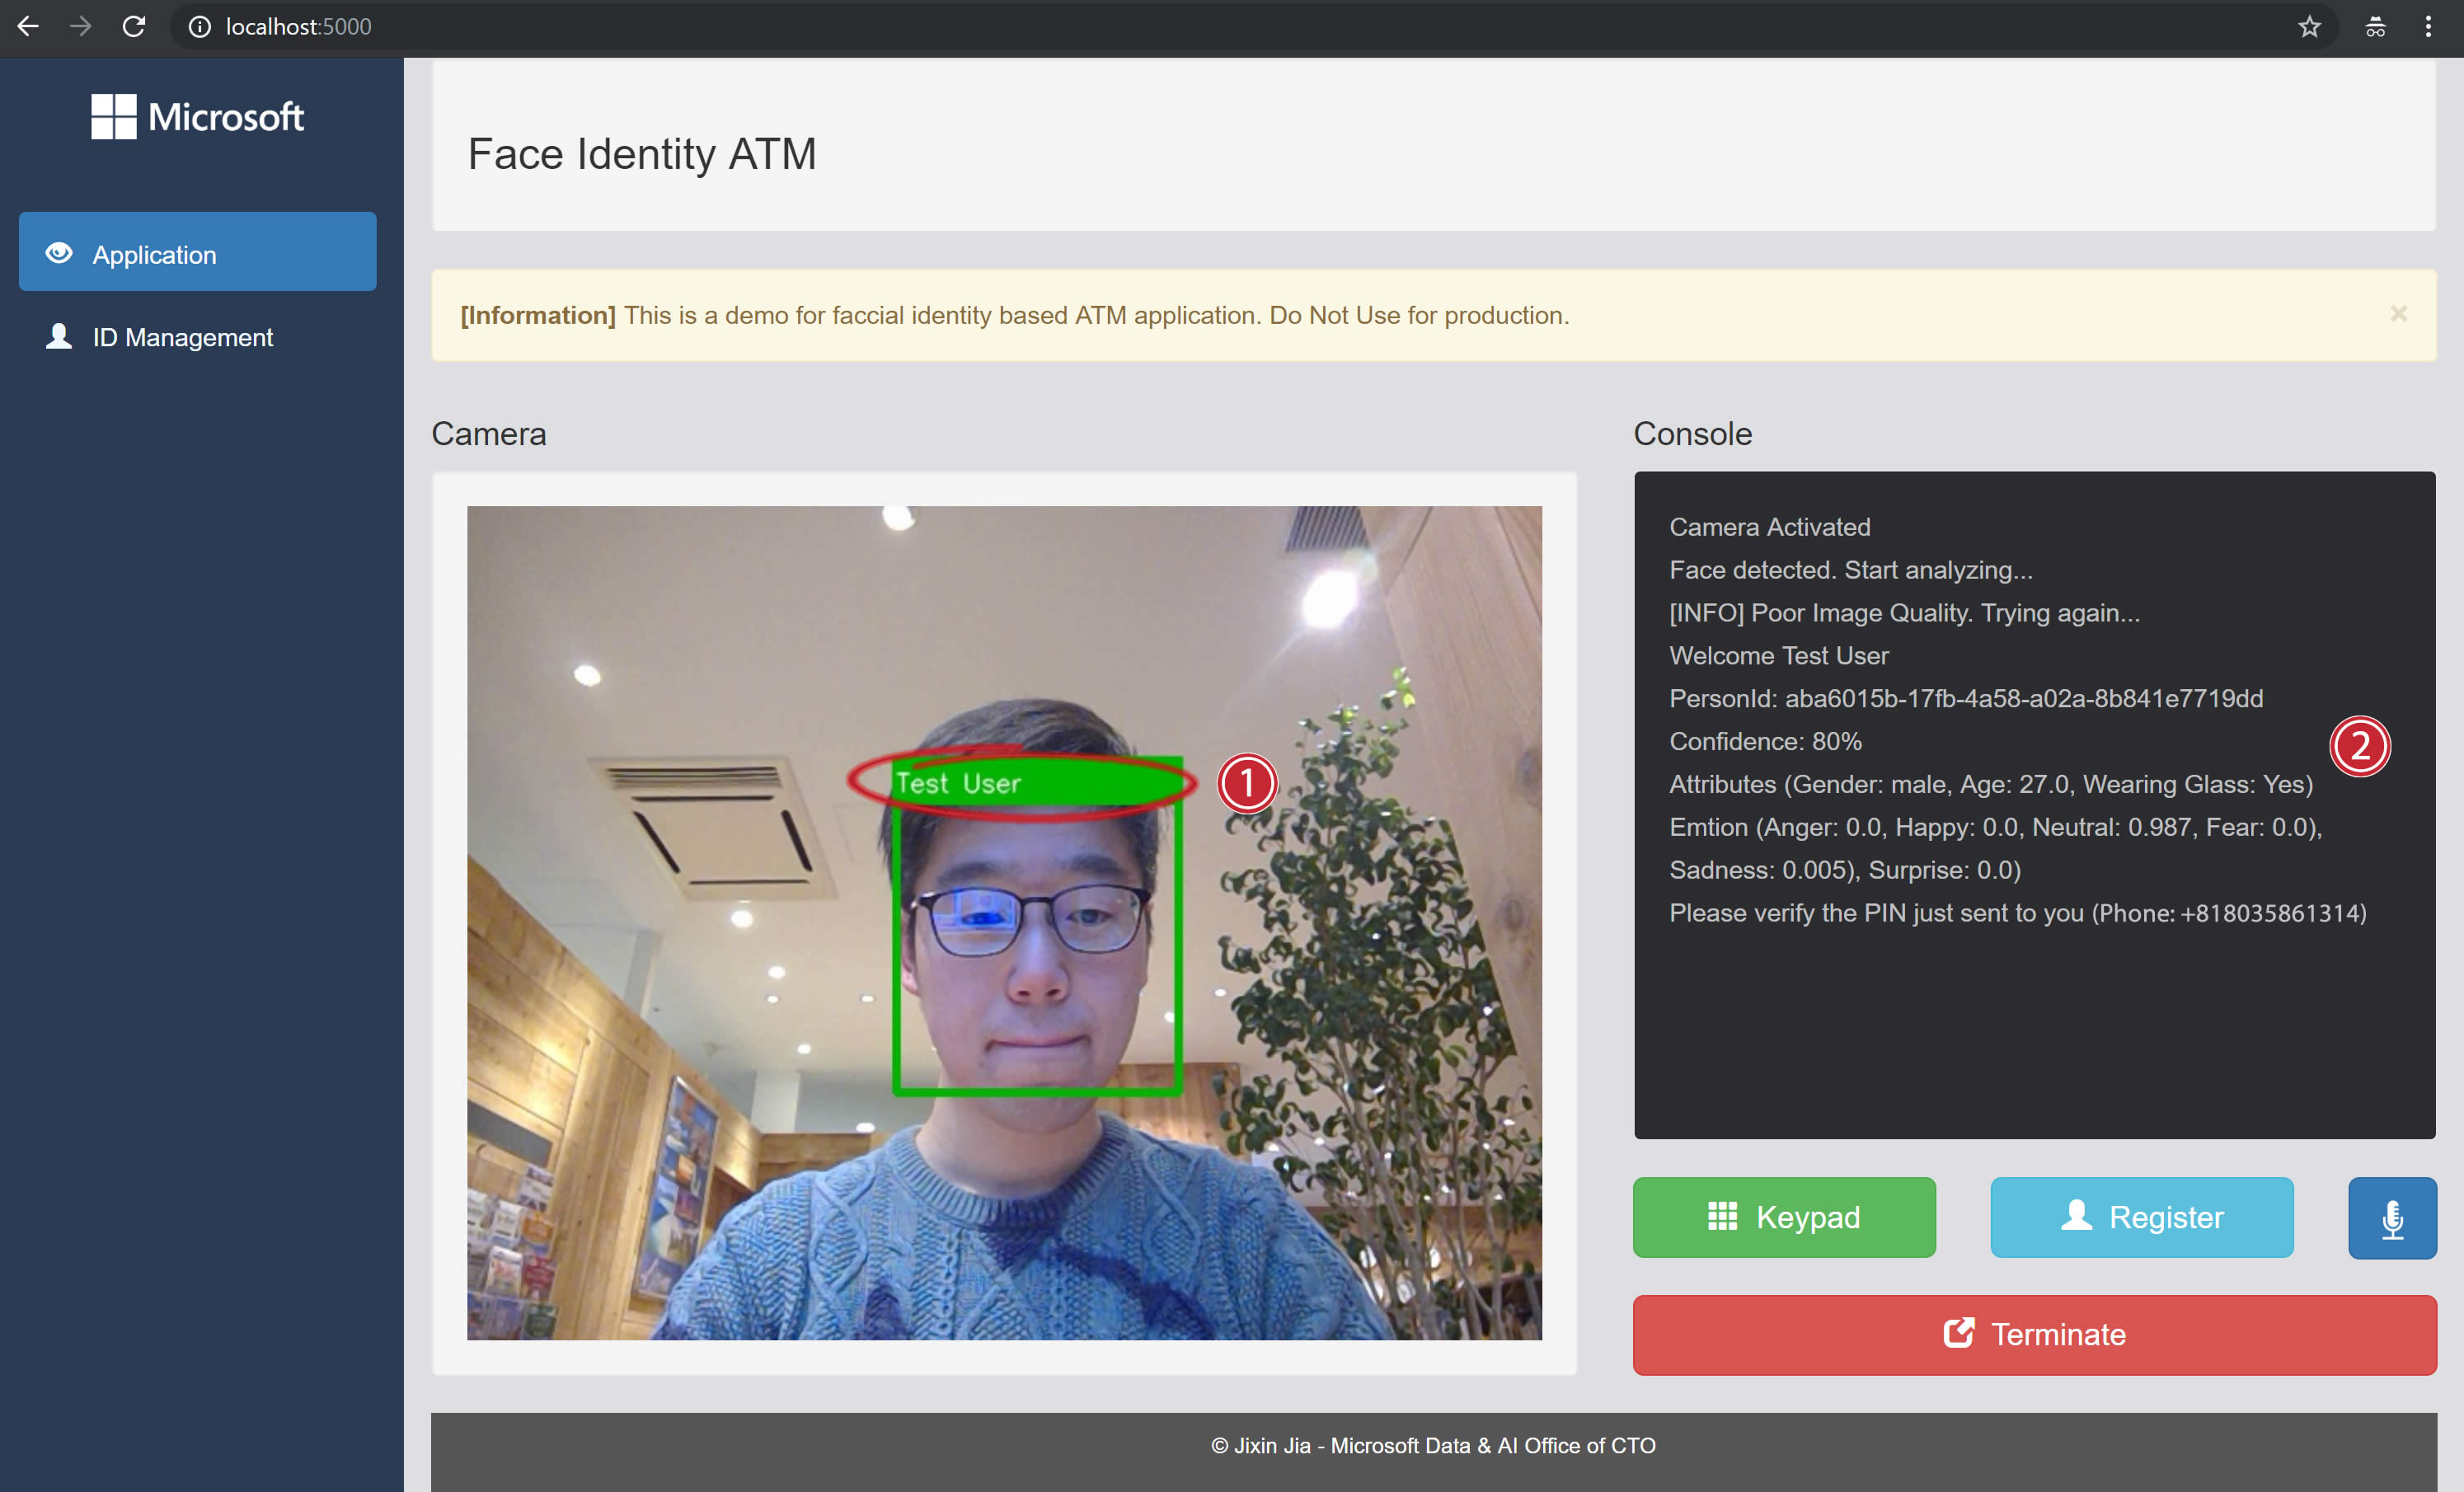 localhost:5000
Microsoft
Application
ID Management
Face Identity ATM
[Information] This is a demo for faccial identity based ATM application. Do Not Use for production.
×
Camera
Test User
1
Console
Camera Activated
Face detected. Start analyzing...
[INFO] Poor Image Quality. Trying again...
Welcome Test User
PersonId: aba6015b-17fb-4a58-a02a-8b841e7719dd
Confidence: 80%
2
Attributes (Gender: male, Age: 27.0, Wearing Glass: Yes)
Emtion (Anger: 0.0, Happy: 0.0, Neutral: 0.987, Fear: 0.0),
Sadness: 0.005), Surprise: 0.0)
Please verify the PIN just sent to you (Phone: +818035861314)
Keypad
Register
Terminate
© Jixin Jia - Microsoft Data & AI Office of CTO